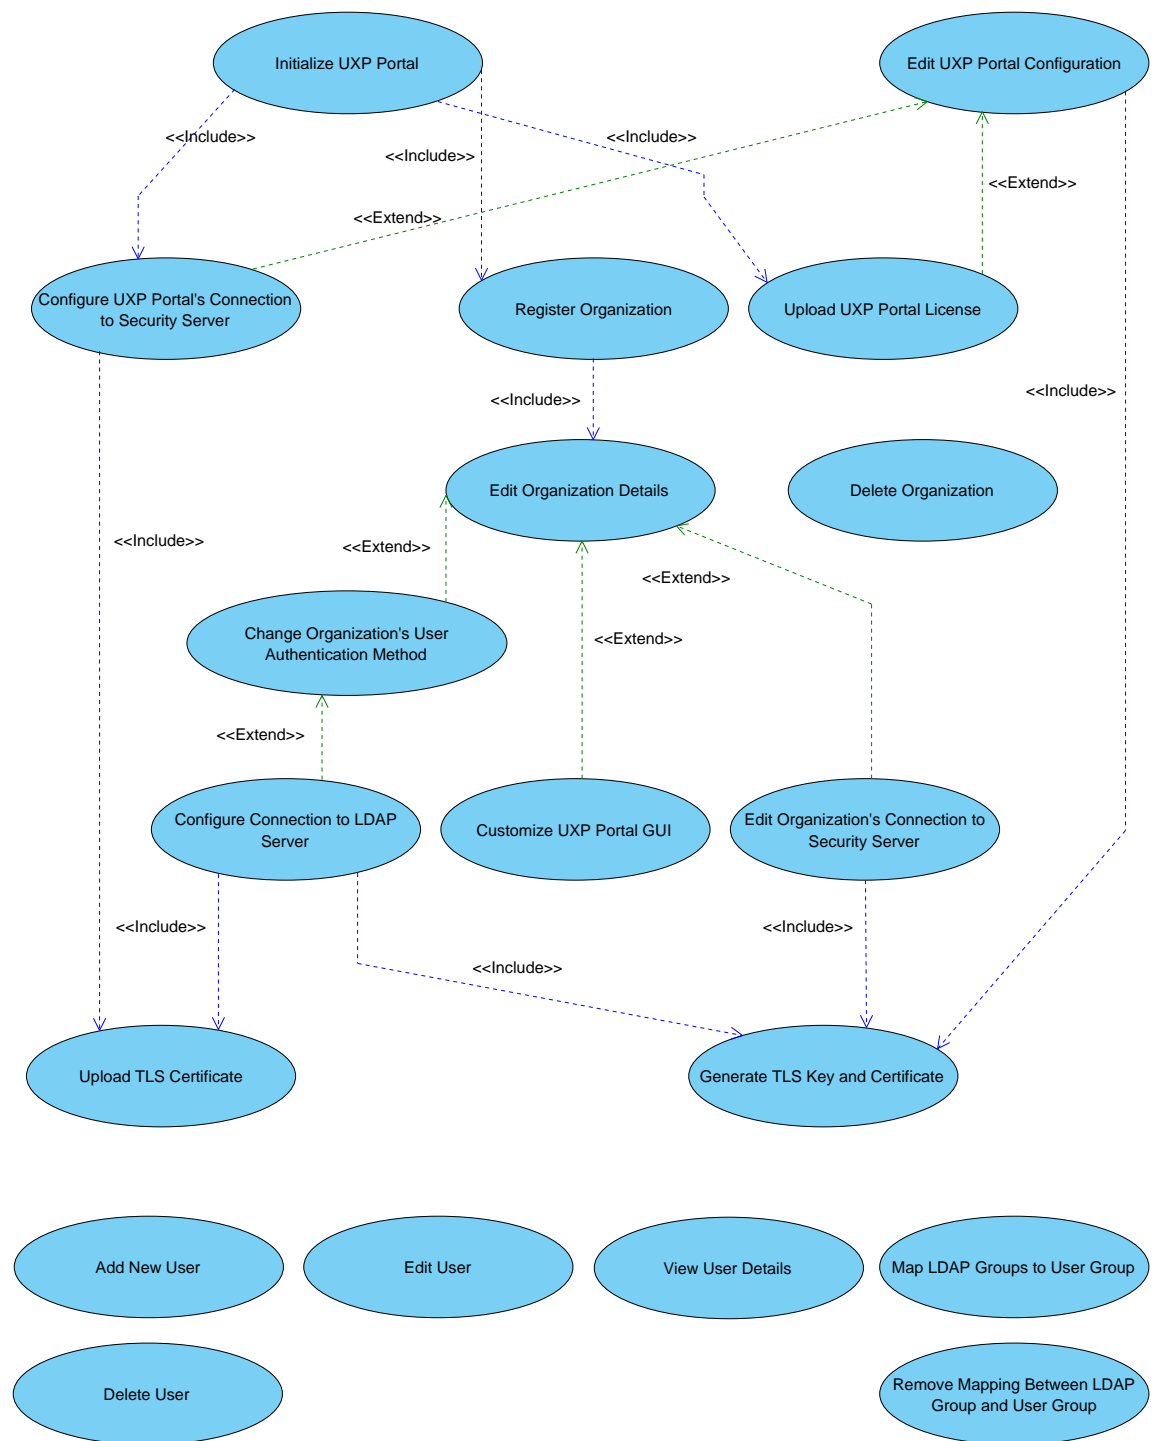 Initialize UXP Portal
Edit UXP Portal Configuration
<<Include>>
<<Include>>
<<Include>>
<<Extend>>
<<Extend>>
Configure UXP Portal's Connection
to Security Server
Register Organization
Upload UXP Portal License
<<Include>>
<<Include>>
Edit Organization Details
Delete Organization
<<Include>>
<<Extend>>
<<Extend>>
<<Extend>>
Change Organization's User
Authentication Method
<<Extend>>
Configure Connection to LDAP
Server
Customize UXP Portal GUI
Edit Organization's Connection to
Security Server
<<Include>>
<<Include>>
<<Include>>
Upload TLS Certificate
Generate TLS Key and Certificate
Add New User
Edit User
View User Details
Map LDAP Groups to User Group
Delete User
Remove Mapping Between LDAP
Group and User Group